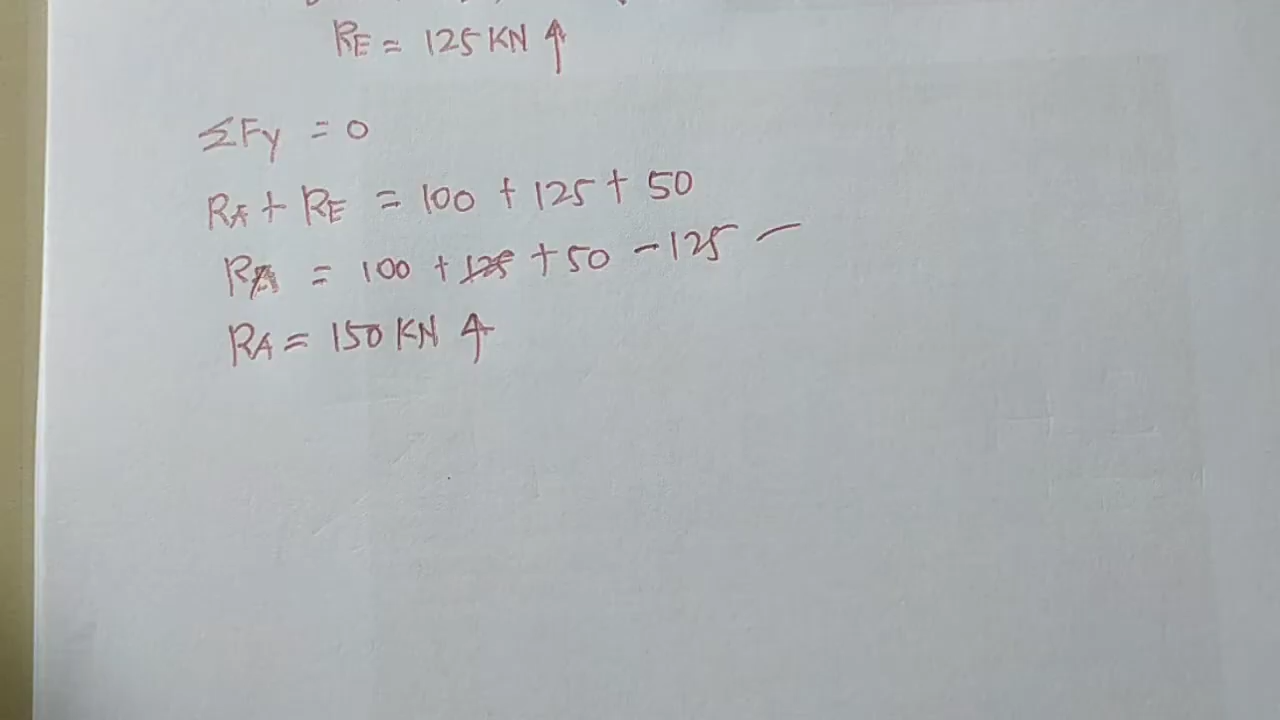 RE = 125 KN ↑
ΣFy = 0
RA + RE = 100 + 125 + 50
RA = 100 + 125 + 50 - 125 -
RA = 150 KN ↑